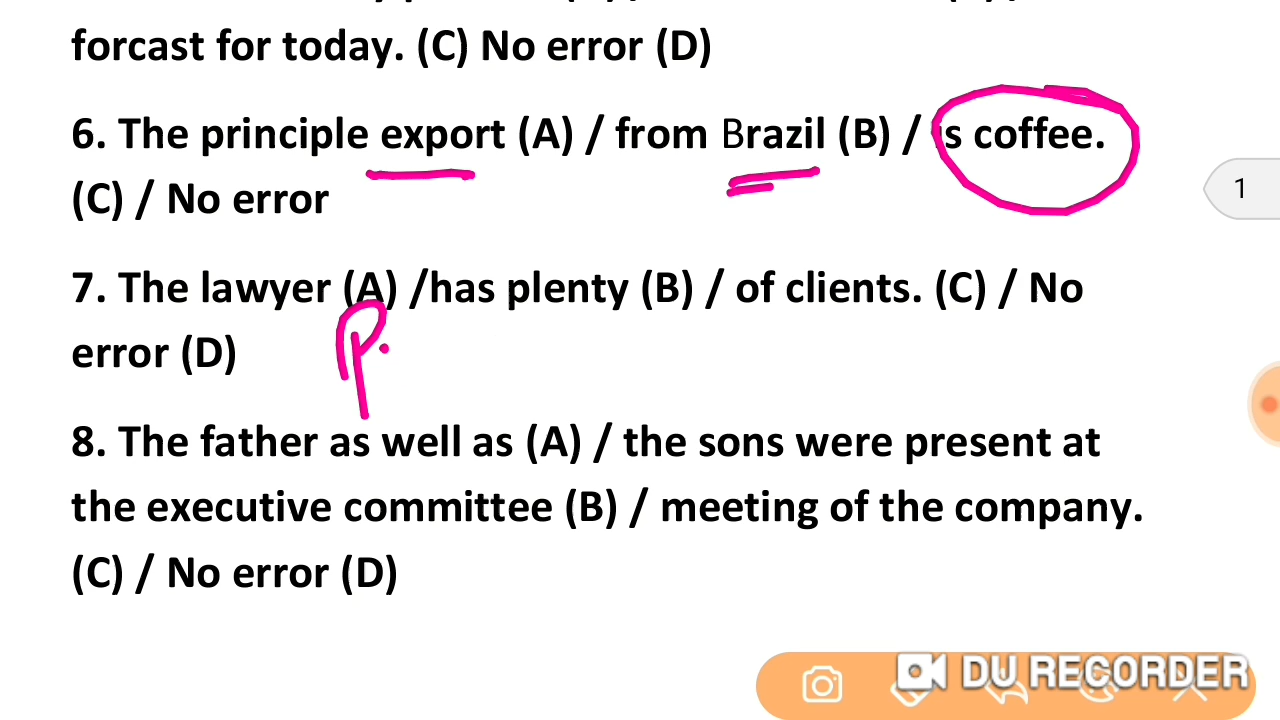 forcast for today. (C) No error (D)
6. The principle export (A) / from Brazil (B) / is coffee.
(C) / No error
7. The lawyer (A) /has plenty (B) / of clients. (C) / No
error (D)
P.
8. The father as well as (A) / the sons were present at
the executive committee (B) / meeting of the company.
(C) / No error (D)
1
DU RECORDER